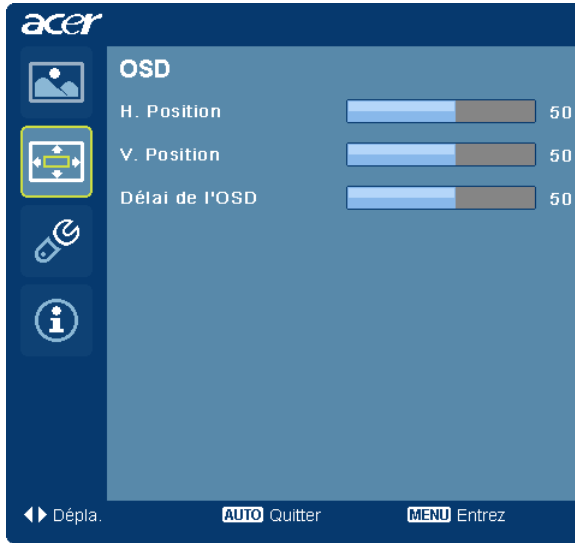 acer
OSD
H. Position 50
V. Position 50
Délai de l'OSD 50
Dépla. AUTO Quitter MENU Entrez